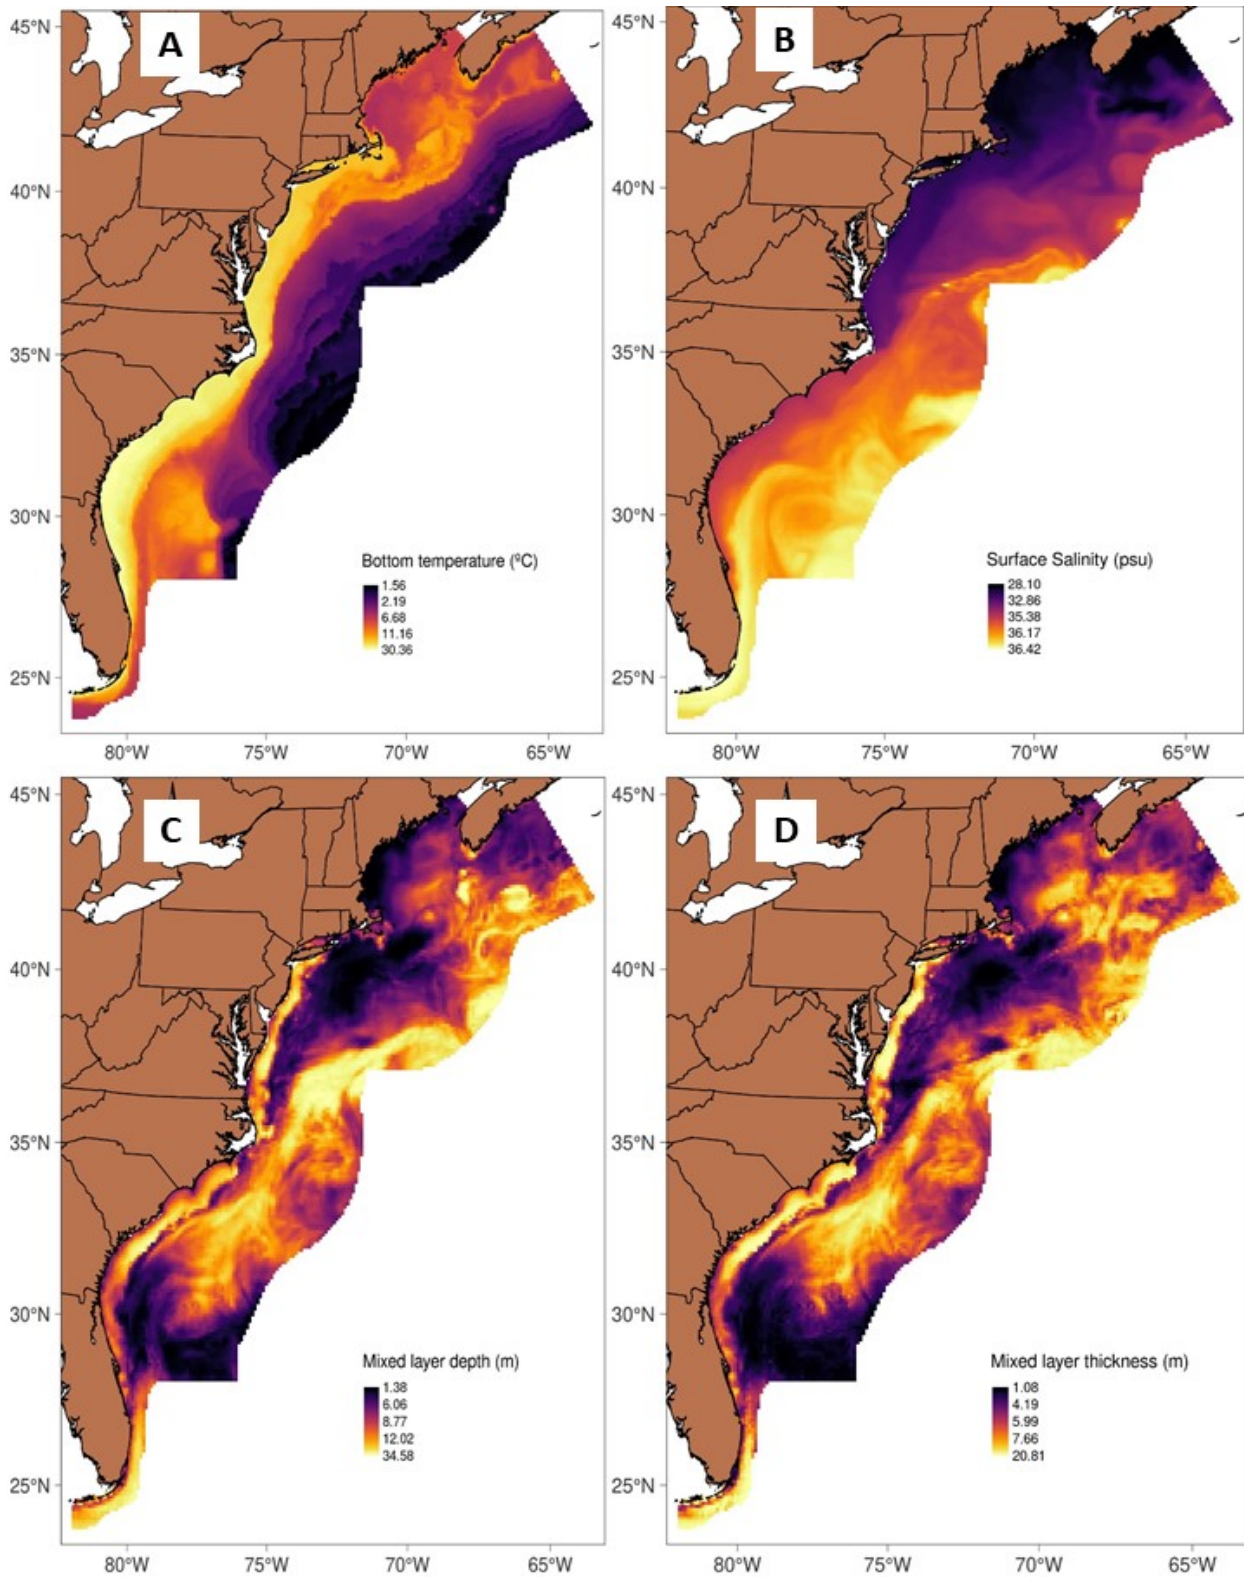 A
45°N
40°N
35°N
30°N
25°N
80°W 75°W 70°W 65°W
Bottom temperature (ºC)
1.56
2.19
6.68
11.16
30.36
B
45°N
40°N
35°N
30°N
25°N
80°W 75°W 70°W 65°W
Surface Salinity (psu)
28.10
32.86
35.38
36.17
36.42
C
45°N
40°N
35°N
30°N
25°N
80°W 75°W 70°W 65°W
Mixed layer depth (m)
1.38
6.06
8.77
12.02
34.58
D
45°N
40°N
35°N
30°N
25°N
80°W 75°W 70°W 65°W
Mixed layer thickness (m)
1.08
4.19
5.99
7.66
20.81